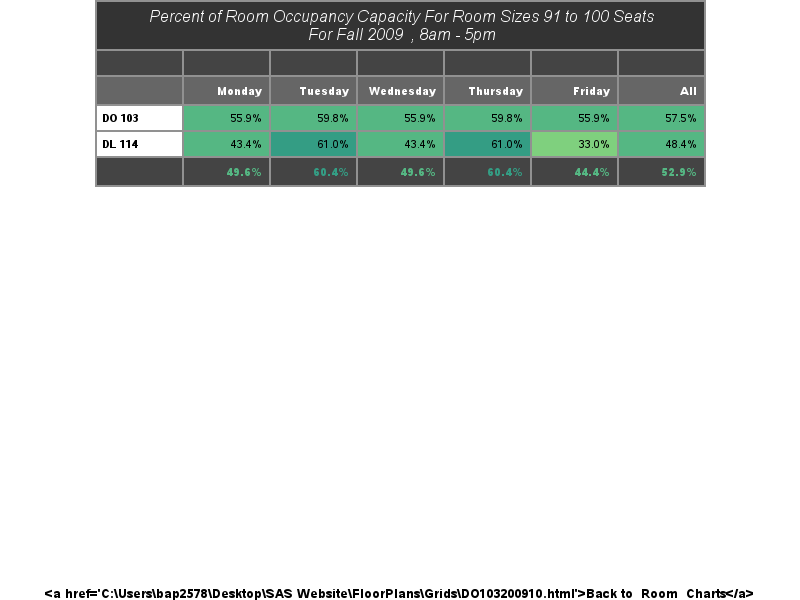 Percent of Room Occupancy Capacity For Room Sizes 91 to 100 Seats
For Fall 2009 , 8am - 5pm
Monday Tuesday Wednesday Thursday Friday All
DO 103 55.9% 59.8% 55.9% 59.8% 55.9% 57.5%
DL 114 43.4% 61.0% 43.4% 61.0% 33.0% 48.4%
49.6% 60.4% 49.6% 60.4% 44.4% 52.9%
<a href='C:\Users\bap2578\Desktop\SAS Website\FloorPlans\Grids\DO103200910.html'>Back to Room Charts</a>